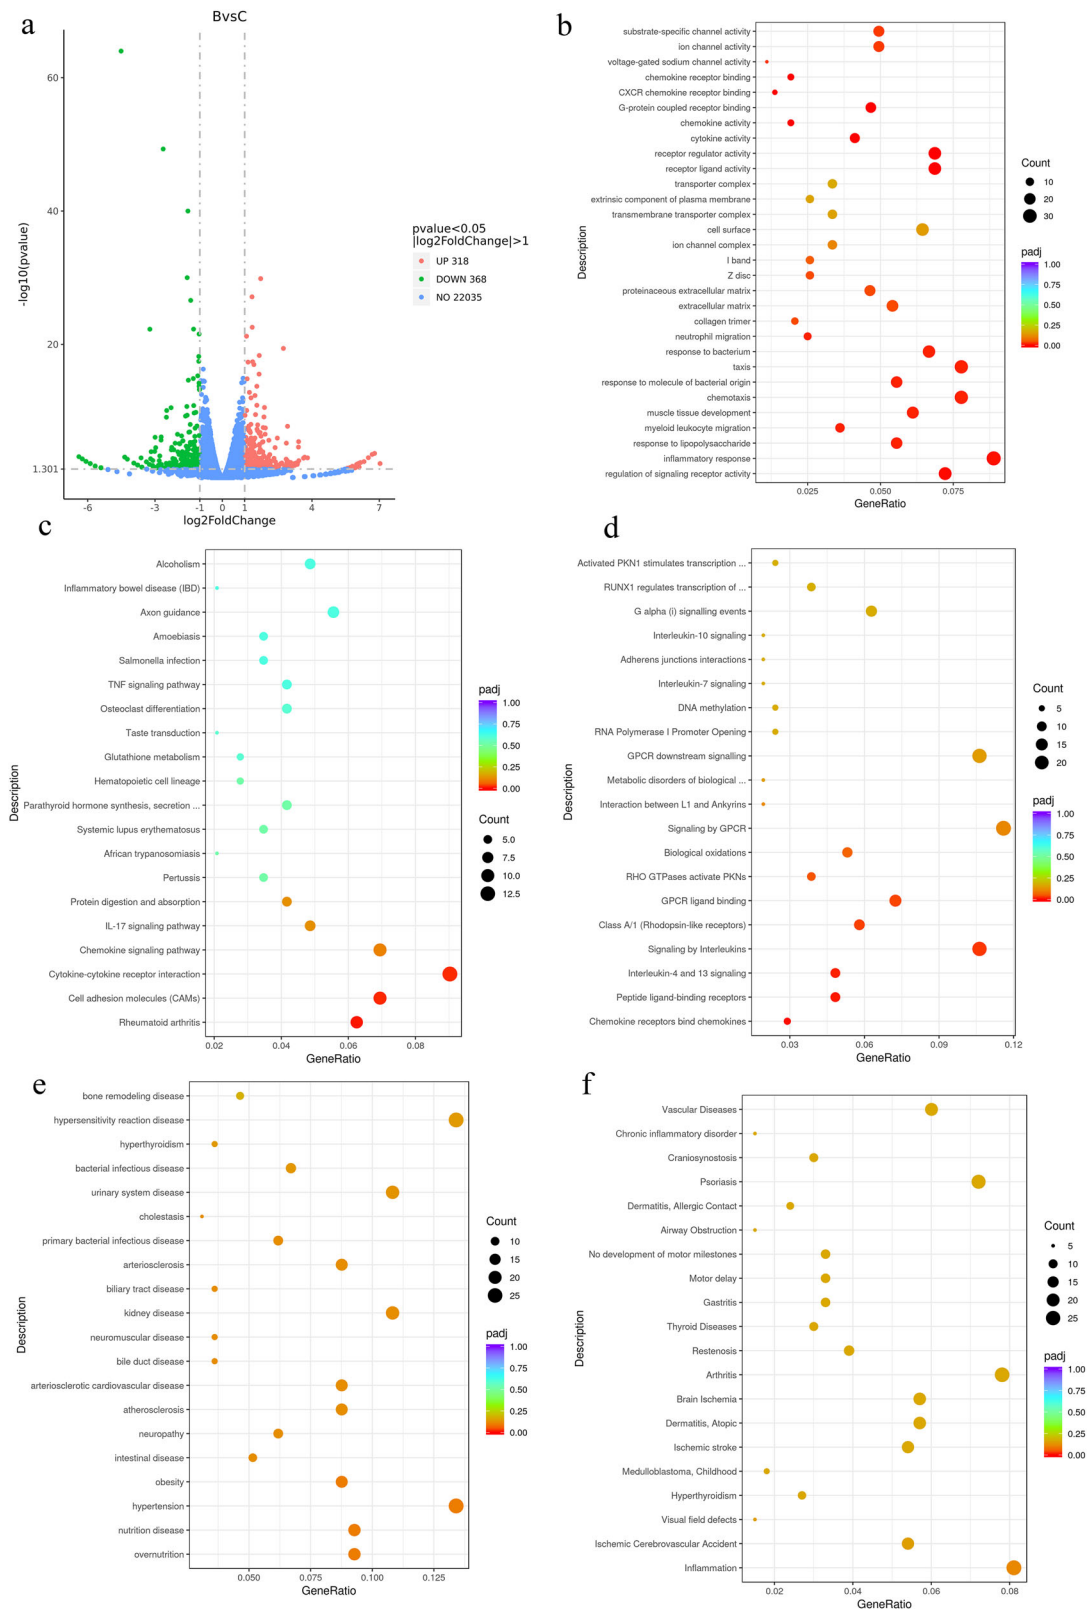 a
BvsC
60
40
20
1.301
-log10(pvalue)
-6
-3
-1
0
1
4
7
log2FoldChange
pvalue<0.05
|log2FoldChange|>1
UP 318
DOWN 368
NO 22035
b
substrate-specific channel activity
ion channel activity
voltage-gated sodium channel activity
chemokine receptor binding
CXCR chemokine receptor binding
G-protein coupled receptor binding
chemokine activity
cytokine activity
receptor regulator activity
receptor ligand activity
transporter complex
extrinsic component of plasma membrane
transmembrane transporter complex
cell surface
ion channel complex
I band
Z disc
proteinaceous extracellular matrix
extracellular matrix
collagen trimer
neutrophil migration
response to bacterium
taxis
response to molecule of bacterial origin
chemotaxis
muscle tissue development
myeloid leukocyte migration
response to lipopolysaccharide
inflammatory response
regulation of signaling receptor activity
Description
0.025
0.050
0.075
GeneRatio
Count
10
20
30
padj
1.00
0.75
0.50
0.25
0.00
c
Alcoholism
Inflammatory bowel disease (IBD)
Axon guidance
Amoebiasis
Salmonella infection
TNF signaling pathway
Osteoclast differentiation
Taste transduction
Glutathione metabolism
Hematopoietic cell lineage
Parathyroid hormone synthesis, secretion ...
Systemic lupus erythematosus
African trypanosomiasis
Pertussis
Protein digestion and absorption
IL-17 signaling pathway
Chemokine signaling pathway
Cytokine-cytokine receptor interaction
Cell adhesion molecules (CAMs)
Rheumatoid arthritis
Description
0.02
0.04
0.06
0.08
GeneRatio
padj
1.00
0.75
0.50
0.25
0.00
Count
5.0
7.5
10.0
12.5
d
Activated PKN1 stimulates transcription ...
RUNX1 regulates transcription of ...
G alpha (i) signalling events
Interleukin-10 signaling
Adherens junctions interactions
Interleukin-7 signaling
DNA methylation
RNA Polymerase I Promoter Opening
GPCR downstream signalling
Metabolic disorders of biological ...
Interaction between L1 and Ankyrins
Signaling by GPCR
Biological oxidations
RHO GTPases activate PKNs
GPCR ligand binding
Class A/1 (Rhodopsin-like receptors)
Signaling by Interleukins
Interleukin-4 and 13 signaling
Peptide ligand-binding receptors
Chemokine receptors bind chemokines
Description
0.03
0.06
0.09
0.12
GeneRatio
Count
5
10
15
20
padj
1.00
0.75
0.50
0.25
0.00
e
bone remodeling disease
hypersensitivity reaction disease
hyperthyroidism
bacterial infectious disease
urinary system disease
cholestasis
primary bacterial infectious disease
arteriosclerosis
biliary tract disease
kidney disease
neuromuscular disease
bile duct disease
arteriosclerotic cardiovascular disease
atherosclerosis
neuropathy
intestinal disease
obesity
hypertension
nutrition disease
overnutrition
Description
0.050
0.075
0.100
0.125
GeneRatio
Count
10
15
20
25
padj
1.00
0.75
0.50
0.25
0.00
f
Vascular Diseases
Chronic inflammatory disorder
Craniosynostosis
Psoriasis
Dermatitis, Allergic Contact
Airway Obstruction
No development of motor milestones
Motor delay
Gastritis
Thyroid Diseases
Restenosis
Arthritis
Brain Ischemia
Dermatitis, Atopic
Ischemic stroke
Medulloblastoma, Childhood
Hyperthyroidism
Visual field defects
Ischemic Cerebrovascular Accident
Inflammation
Description
0.02
0.04
0.06
0.08
GeneRatio
Count
5
10
15
20
25
padj
1.00
0.75
0.50
0.25
0.00